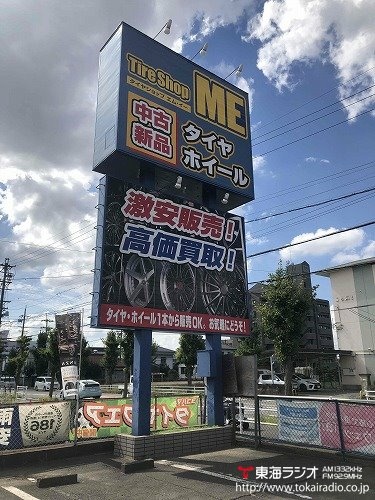 Tire Shop
タイヤショップエムイー
ME
中古
新品
タイヤ
ホイール
激安販売!
高価買取!
タイヤ・ホイール1本から販売OK。お気軽にどうぞ!
186
東海ラジオ AM1332kHz
FM92.9MHz
http://www.tokairadio.co.jp